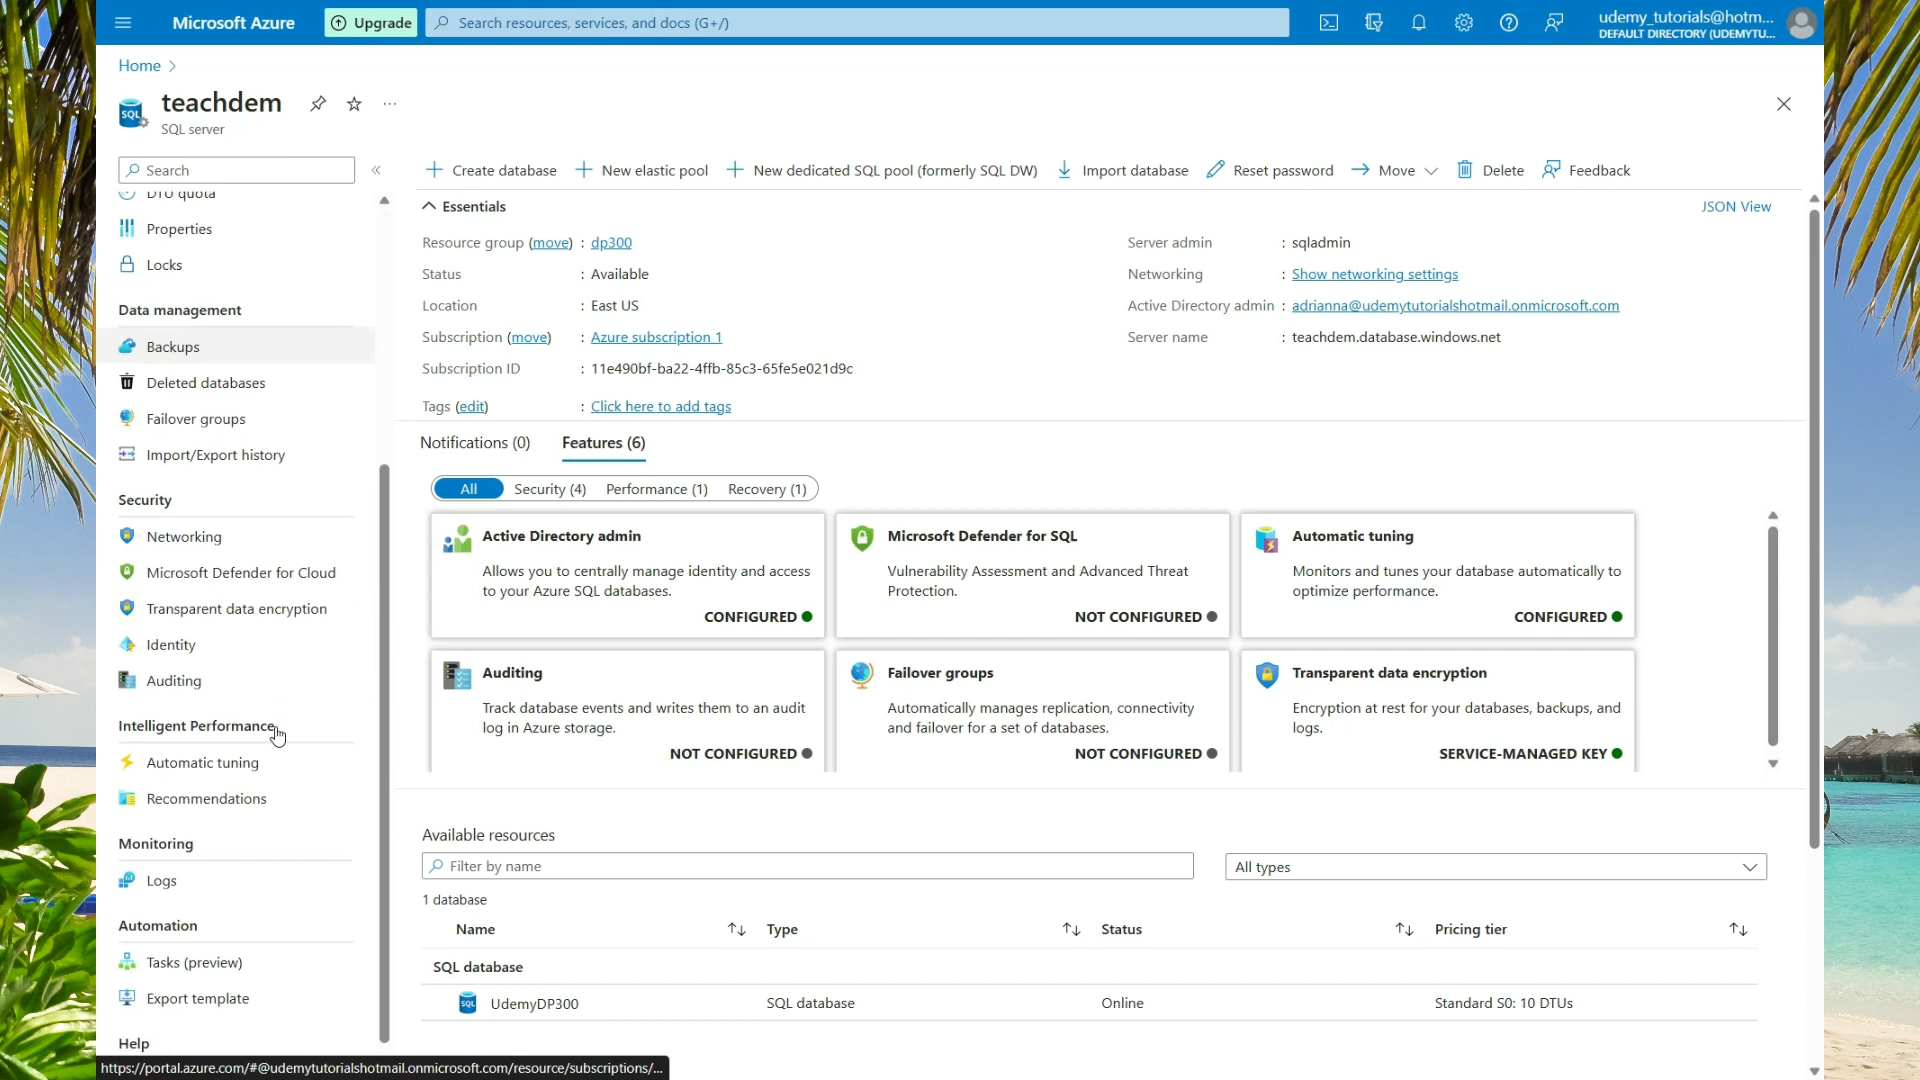 Microsoft Azure
Upgrade
Search resources, services, and docs (G+/)
udemy_tutorials@hotm...
DEFAULT DIRECTORY (UDEMYTU...
Home
teachdem
SQL
SQL server
Search
Create database
New elastic pool
New dedicated SQL pool (formerly SQL DW)
Import database
Reset password
Move
Delete
Feedback
DTU quota
Properties
Locks
Data management
Backups
Deleted databases
Failover groups
Import/Export history
Security
Networking
Microsoft Defender for Cloud
Transparent data encryption
Identity
Auditing
Intelligent Performance
Automatic tuning
Recommendations
Monitoring
Logs
Automation
Tasks (preview)
Export template
Help
Essentials
JSON View
Resource group (move) : dp300
Status : Available
Location : East US
Subscription (move) : Azure subscription 1
Subscription ID : 11e490bf-ba22-4ffb-85c3-65fe5e021d9c
Tags (edit) : Click here to add tags
Server admin : sqladmin
Networking : Show networking settings
Active Directory admin : adrianna@udemytutorialshotmail.onmicrosoft.com
Server name : teachdem.database.windows.net
Notifications (0)
Features (6)
All
Security (4)
Performance (1)
Recovery (1)
Active Directory admin
Allows you to centrally manage identity and access
to your Azure SQL databases.
CONFIGURED
Microsoft Defender for SQL
Vulnerability Assessment and Advanced Threat
Protection.
NOT CONFIGURED
Automatic tuning
Monitors and tunes your database automatically to
optimize performance.
CONFIGURED
Auditing
Track database events and writes them to an audit
log in Azure storage.
NOT CONFIGURED
Failover groups
Automatically manages replication, connectivity
and failover for a set of databases.
NOT CONFIGURED
Transparent data encryption
Encryption at rest for your databases, backups, and
logs.
SERVICE-MANAGED KEY
Available resources
Filter by name
All types
1 database
Name
Type
Status
Pricing tier
SQL database
SQL
UdemyDP300
SQL database
Online
Standard S0: 10 DTUs
https://portal.azure.com/#@udemytutorialshotmail.onmicrosoft.com/resource/subscriptions/...